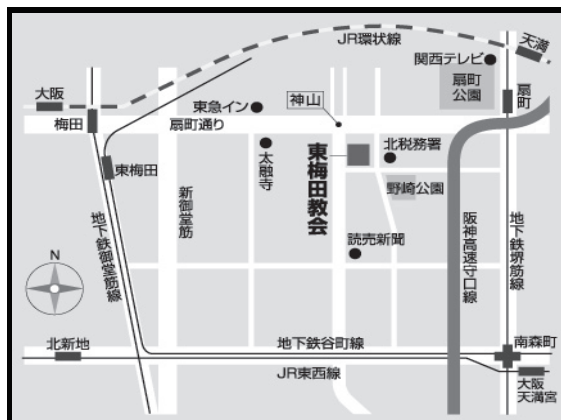 JR環状線
天満
関西テレビ
扇町
公園
扇町
大阪
梅田
東急イン
神山
扇町通り
東梅田
太融寺
新御堂筋
東梅田教会
北税務署
野崎公園
読売新聞
地下鉄御堂筋線
阪神高速守口線
地下鉄堺筋線
N
北新地
地下鉄谷町線
JR東西線
南森町
大阪
天満宮